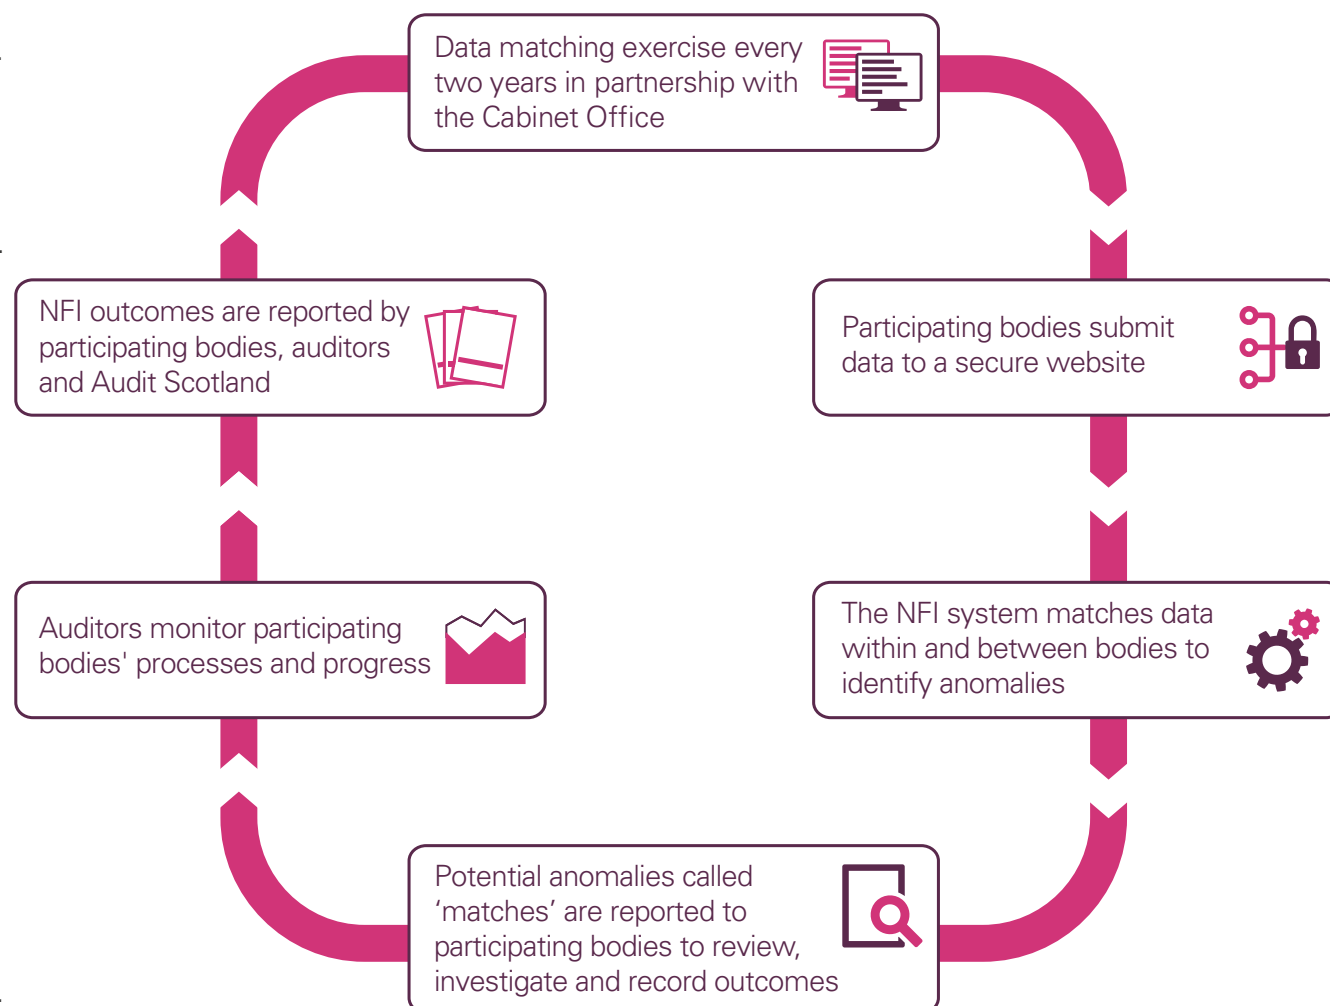 Data matching exercise every
two years in partnership with
the Cabinet Office
NFI outcomes are reported by
participating bodies, auditors
and Audit Scotland
Participating bodies submit
data to a secure website
Auditors monitor participating
bodies' processes and progress
The NFI system matches data
within and between bodies to
identify anomalies
Potential anomalies called
‘matches’ are reported to
participating bodies to review,
investigate and record outcomes